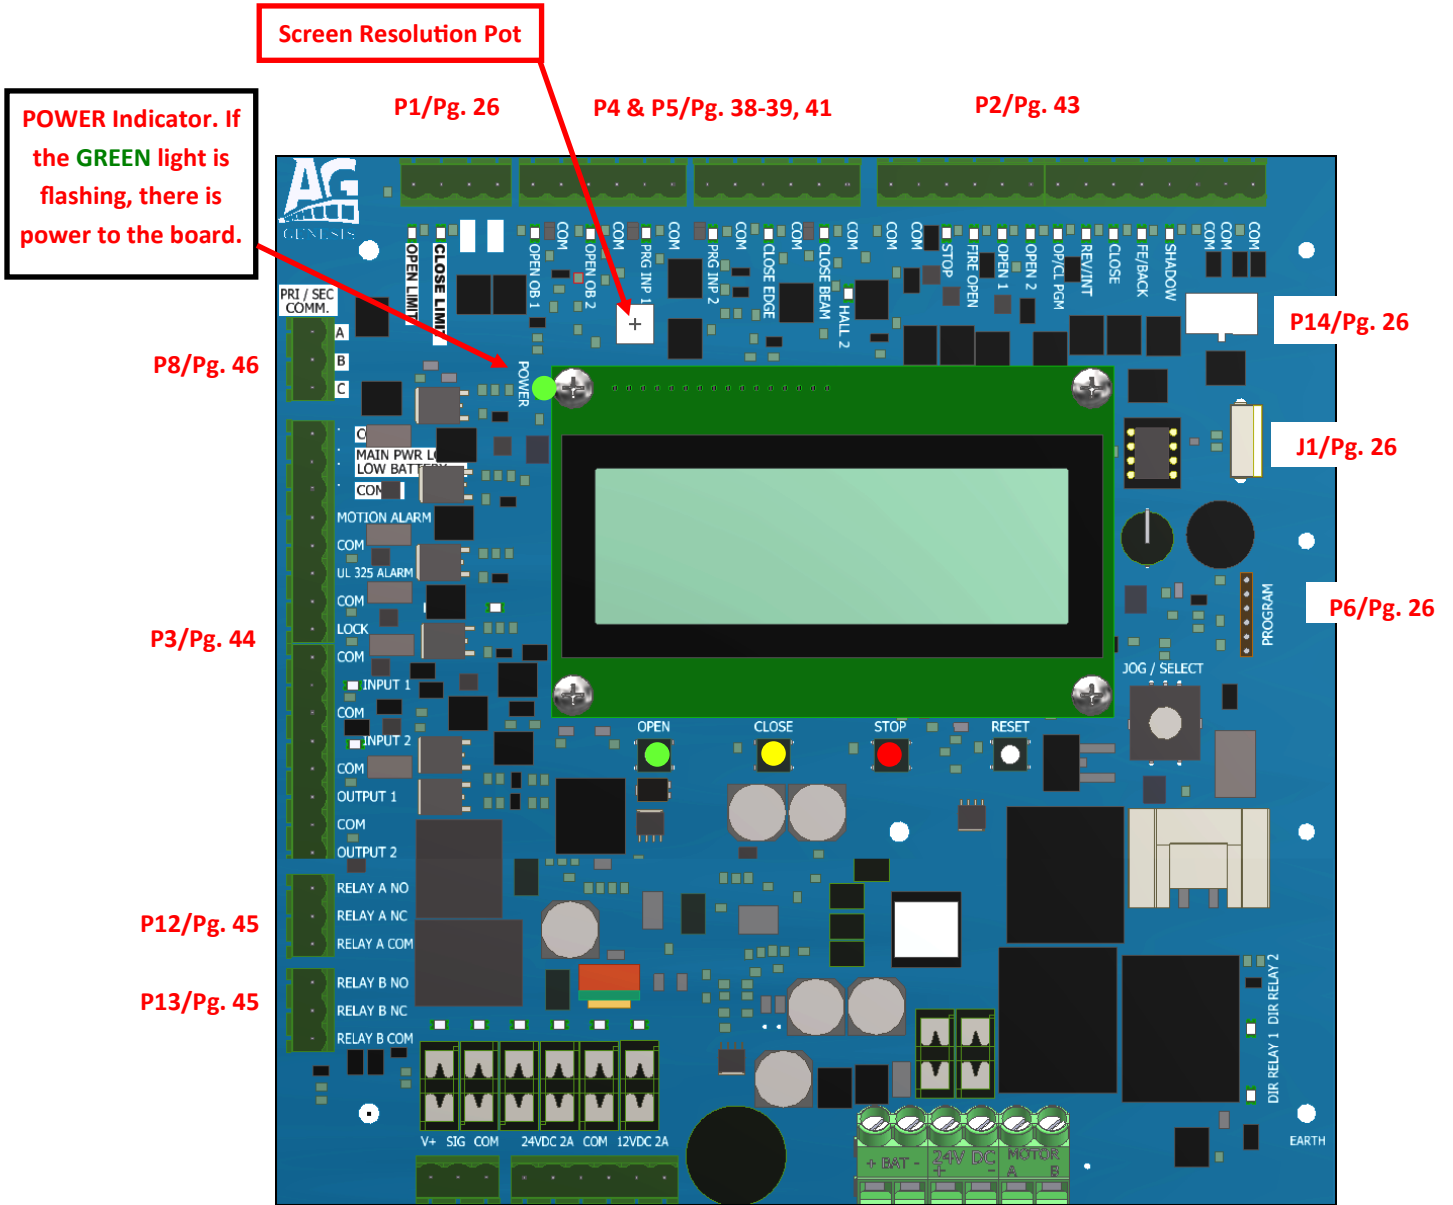 Screen Resolution Pot
POWER Indicator. If
the GREEN light is
flashing, there is
power to the board.
P1/Pg. 26
P4 & P5/Pg. 38-39, 41
P2/Pg. 43
AG
GENESIS
OPEN LIMIT
CLOSE LIMIT
OPEN OB 1
COM
OPEN OB 2
COM
PRG INP 1
COM
PRG INP 2
COM
CLOSE EDGE
COM
CLOSE BEAM
COM
HALL 2
COM
COM
STOP
FIRE OPEN
OPEN 1
OPEN 2
OP/CL PGM
REV/INT
CLOSE
FE/BACK
SHADOW
COM
COM
COM
PRI / SEC
COMM.
A
B
C
P8/Pg. 46
POWER
P14/Pg. 26
J1/Pg. 26
P6/Pg. 26
PROGRAM
MAIN PWR
LOW BATTERY
COM
MOTION ALARM
COM
UL 325 ALARM
COM
LOCK
COM
INPUT 1
COM
INPUT 2
COM
OUTPUT 1
COM
OUTPUT 2
P3/Pg. 44
JOG / SELECT
OPEN
CLOSE
STOP
RESET
RELAY A NO
RELAY A NC
RELAY A COM
P12/Pg. 45
RELAY B NO
RELAY B NC
RELAY B COM
P13/Pg. 45
DIR RELAY 1 DIR RELAY 2
V+ SIG COM 24VDC 2A COM 12VDC 2A
+ BAT - 24V DC MOTOR
+ - A B
EARTH